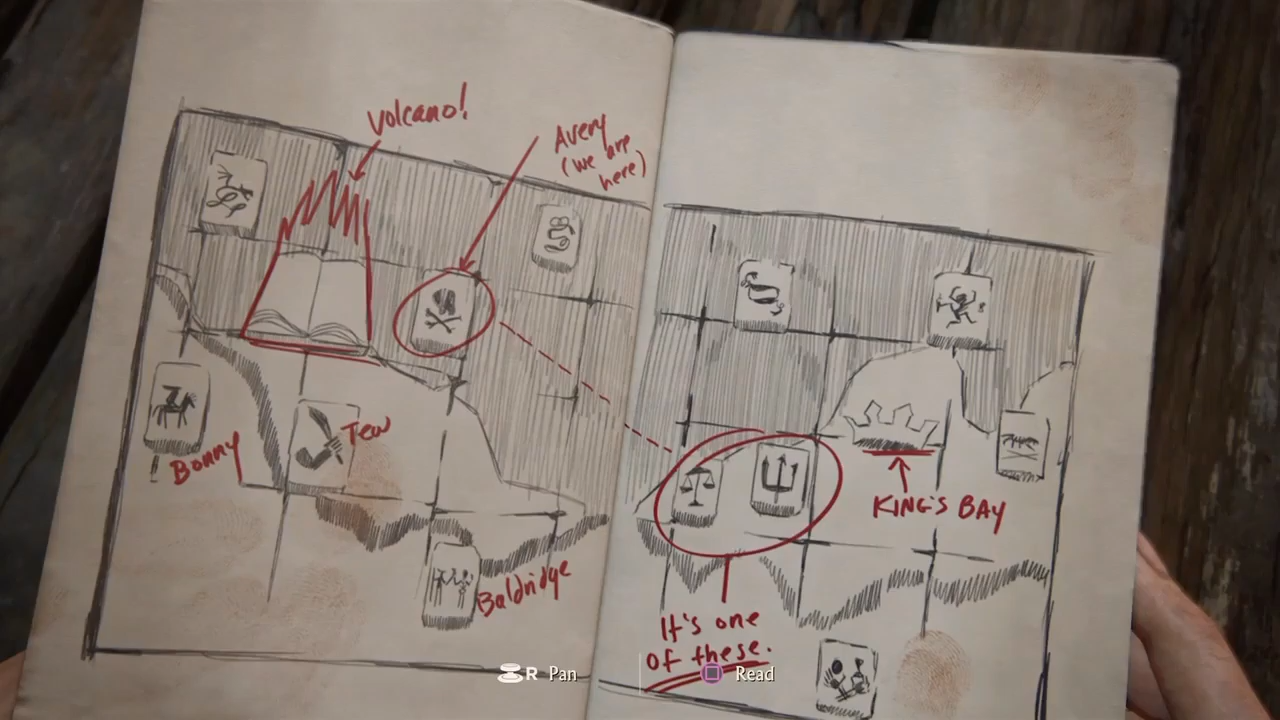 Volcano!
Avery
(we are
here)
Bonny
Tew
Baldridge
KING'S BAY
It's one
of these.
R Pan
Read